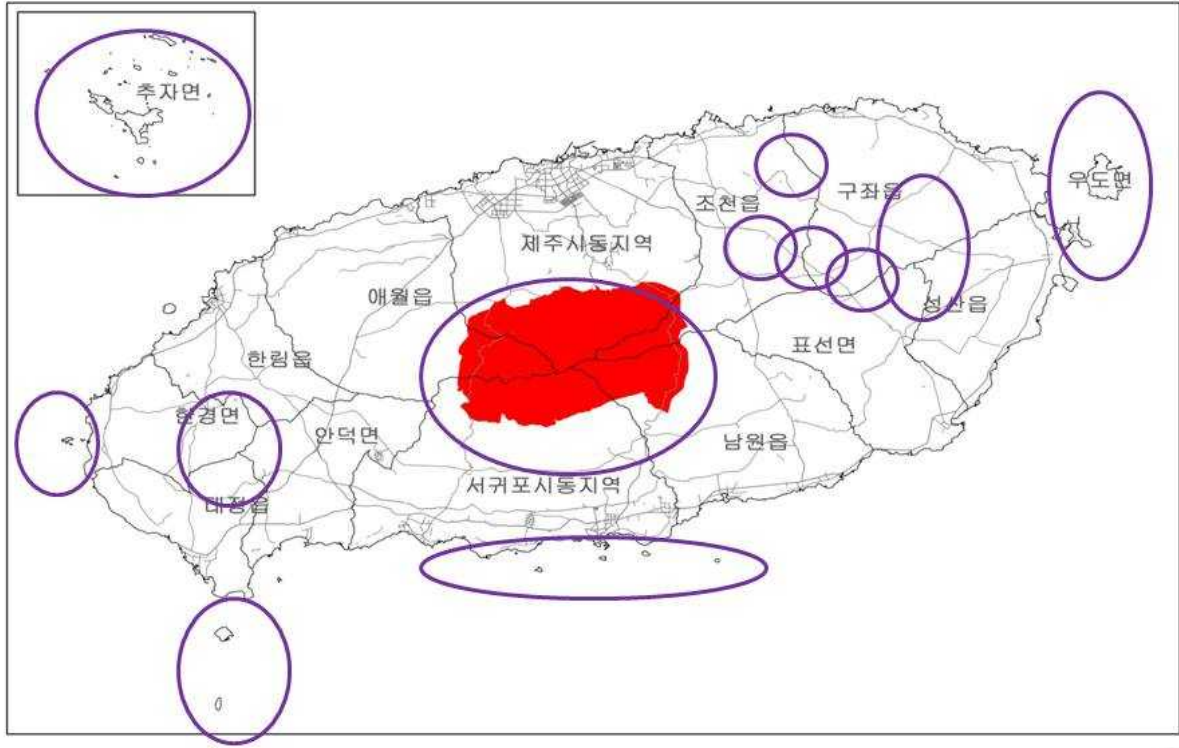 추자면
우도면
구좌읍
조천읍
제주시동지역
애월읍
성산읍
표선면
한림읍
한경면
안덕면
남원읍
서귀포시동지역
대정읍